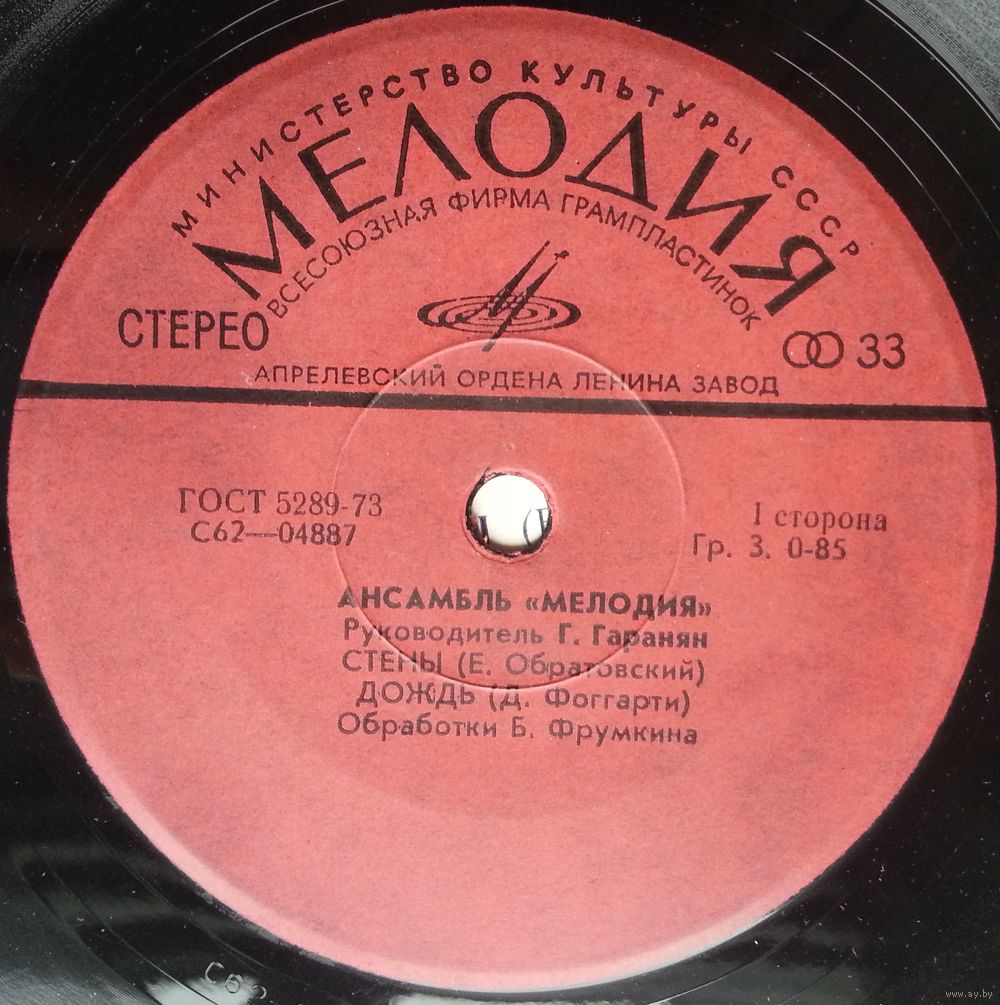 МИНИСТЕРСТВО КУЛЬТУРЫ СССР
МЕЛОДИЯ
ВСЕСОЮЗНАЯ ФИРМА ГРАМПЛАСТИНОК
СТЕРЕО
33
АПРЕЛЕВСКИЙ ОРДЕНА ЛЕНИНА ЗАВОД
ГОСТ 5289-73
С62—04887
1 сторона
Гр. 3. 0-85
АНСАМБЛЬ «МЕЛОДИЯ»
Руководитель Г. Гаранян
СТЕНЫ (Е. Обратовский)
ДОЖДЬ (Д. Фоггарти)
Обработки Б. Фрумкина
www.ay.by